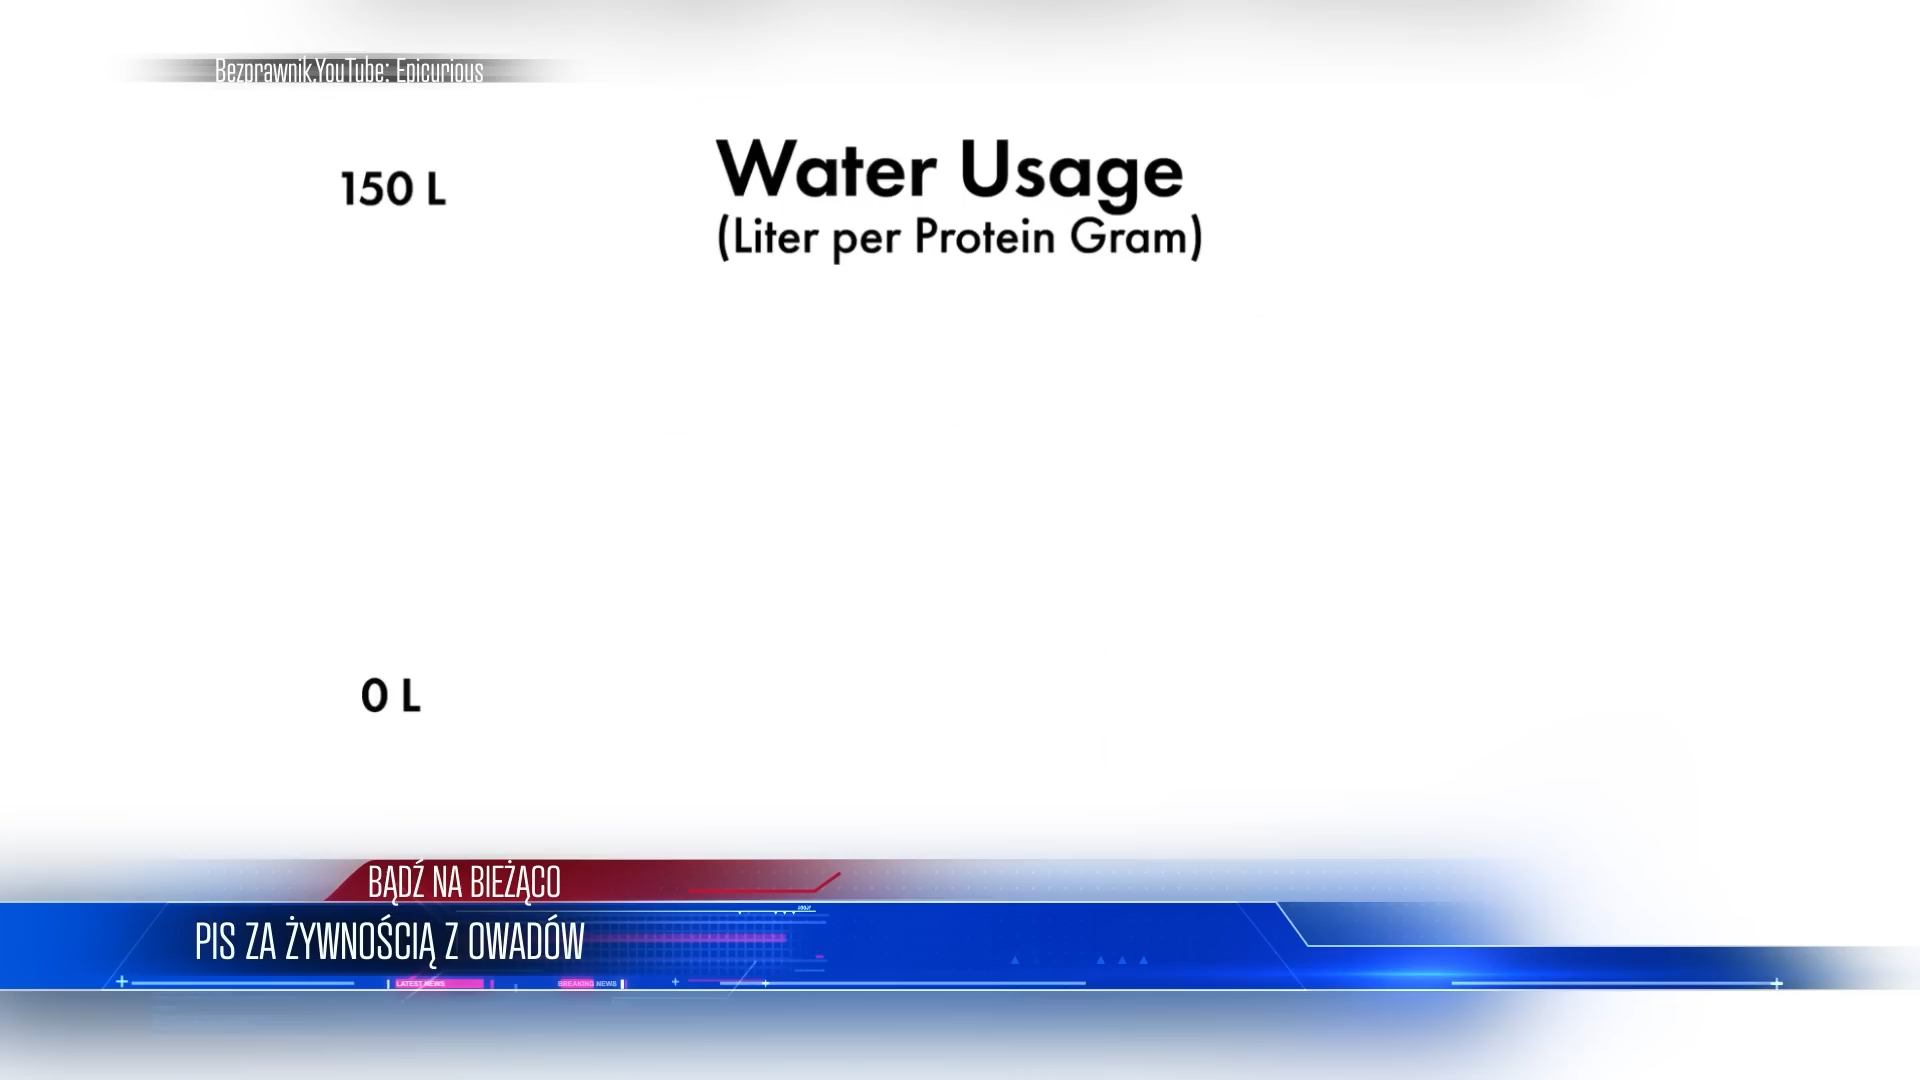 Bezprawnik,YouTube: Epicurious
150 L
Water Usage
(Liter per Protein Gram)
0 L
BĄDŹ NA BIEŻĄCO
PIS ZA ŻYWNOŚCIĄ Z OWADÓW
LATEST NEWS
BREAKING NEWS